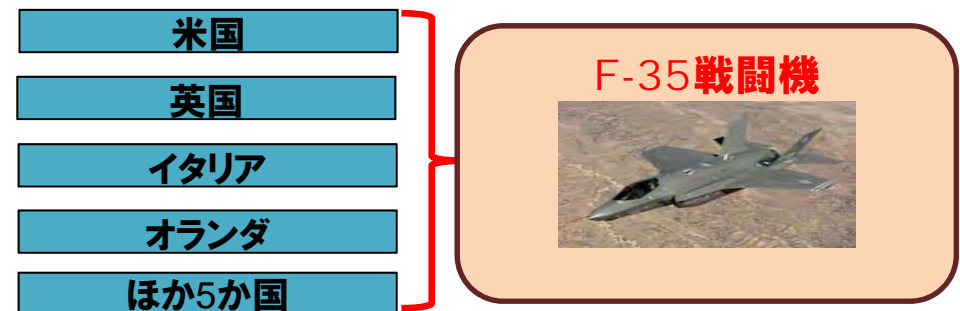 米国
英国
イタリア
オランダ
ほか5か国
F-35戦闘機